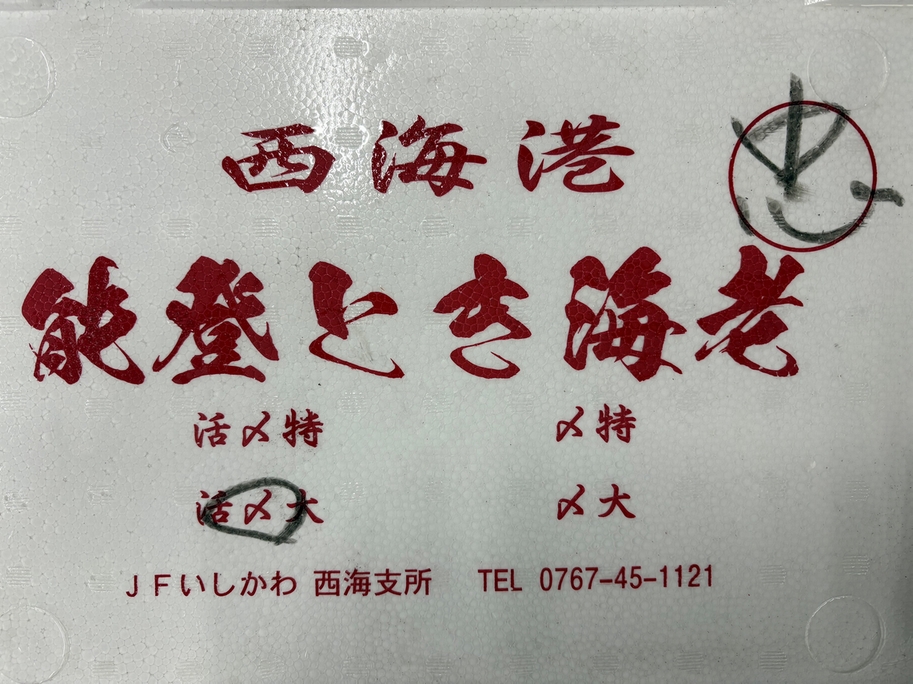 西海港
能登とき海老
活〆特 〆特
活〆大 〆大
JFいしかわ 西海支所 TEL 0767-45-1121